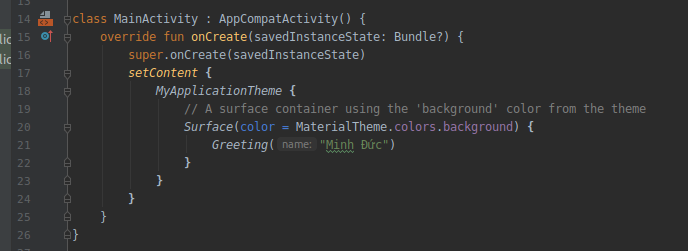 13
14 class MainActivity : AppCompatActivity() {
15 override fun onCreate(savedInstanceState: Bundle?) {
16 super.onCreate(savedInstanceState)
17 setContent {
18 MyApplicationTheme {
19 // A surface container using the 'background' color from the theme
20 Surface(color = MaterialTheme.colors.background) {
21 Greeting( name: "Minh Đức")
22 }
23 }
24 }
25 }
26 }
27